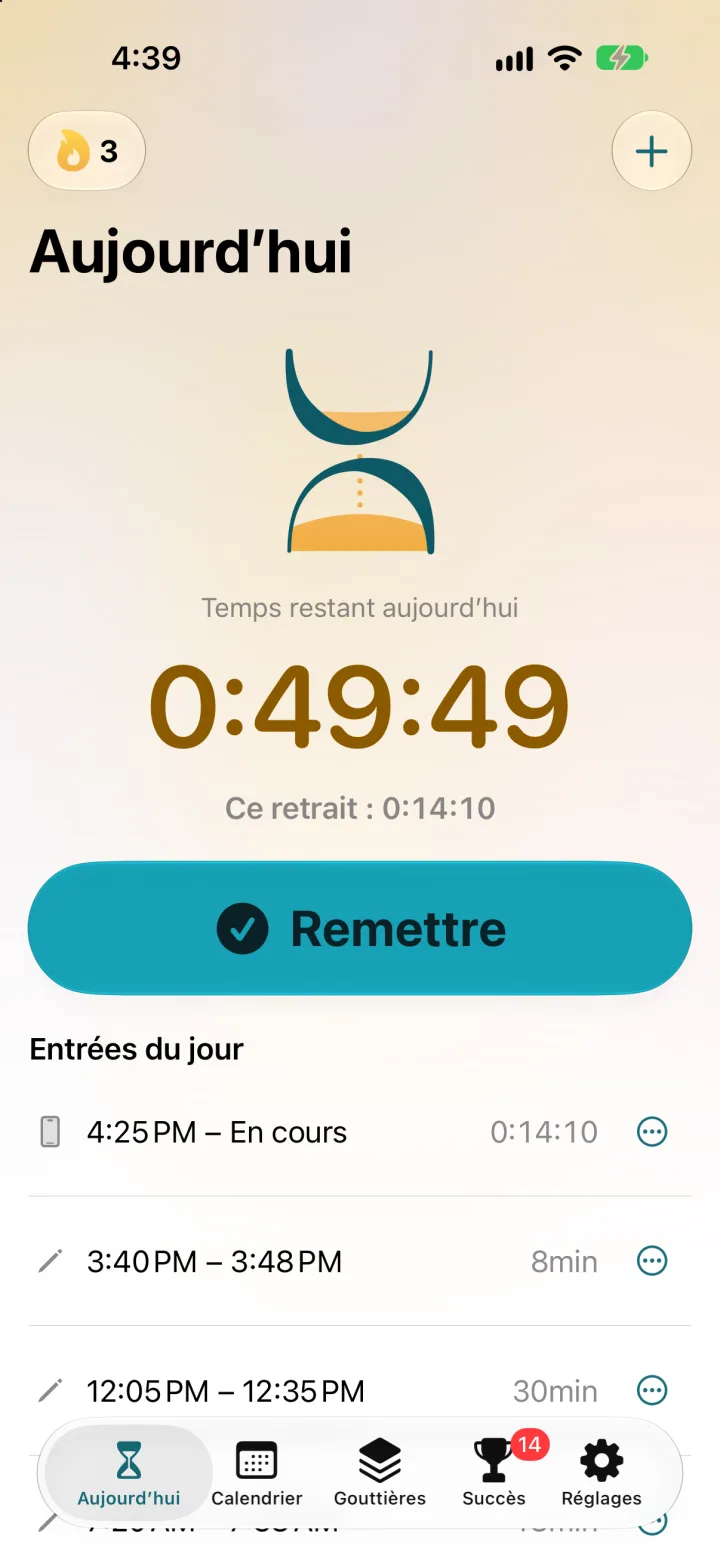 4:39
3
Aujourd’hui
Temps restant aujourd’hui
0:49:49
Ce retrait : 0:14:10
Remettre
Entrées du jour
4:25 PM – En cours 0:14:10
3:40 PM – 3:48 PM 8min
12:05 PM – 12:35 PM 30min
14
Aujourd’hui Calendrier Gouttières Succès Réglages